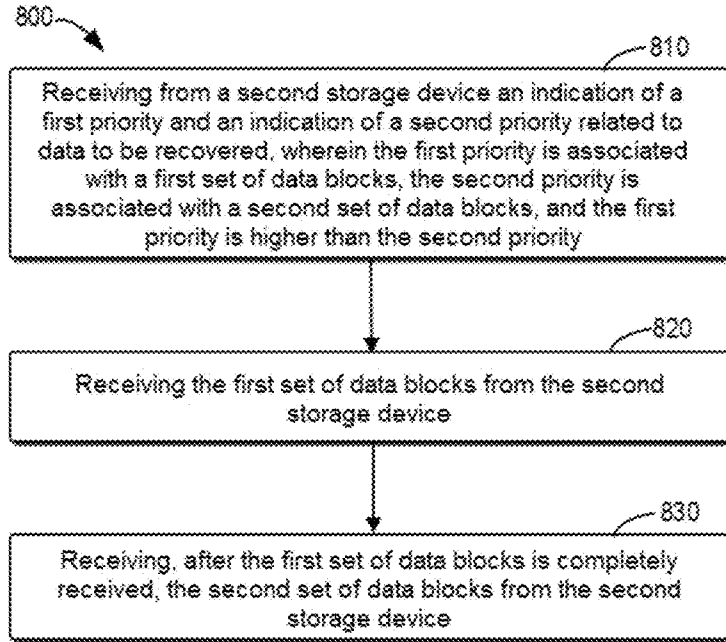 800
810
Receiving from a second storage device an indication of a
first priority and an indication of a second priority related to
data to be recovered, wherein the first priority is associated
with a first set of data blocks, the second priority is
associated with a second set of data blocks, and the first
priority is higher than the second priority
820
Receiving the first set of data blocks from the second
storage device
830
Receiving, after the first set of data blocks is completely
received, the second set of data blocks from the second
storage device